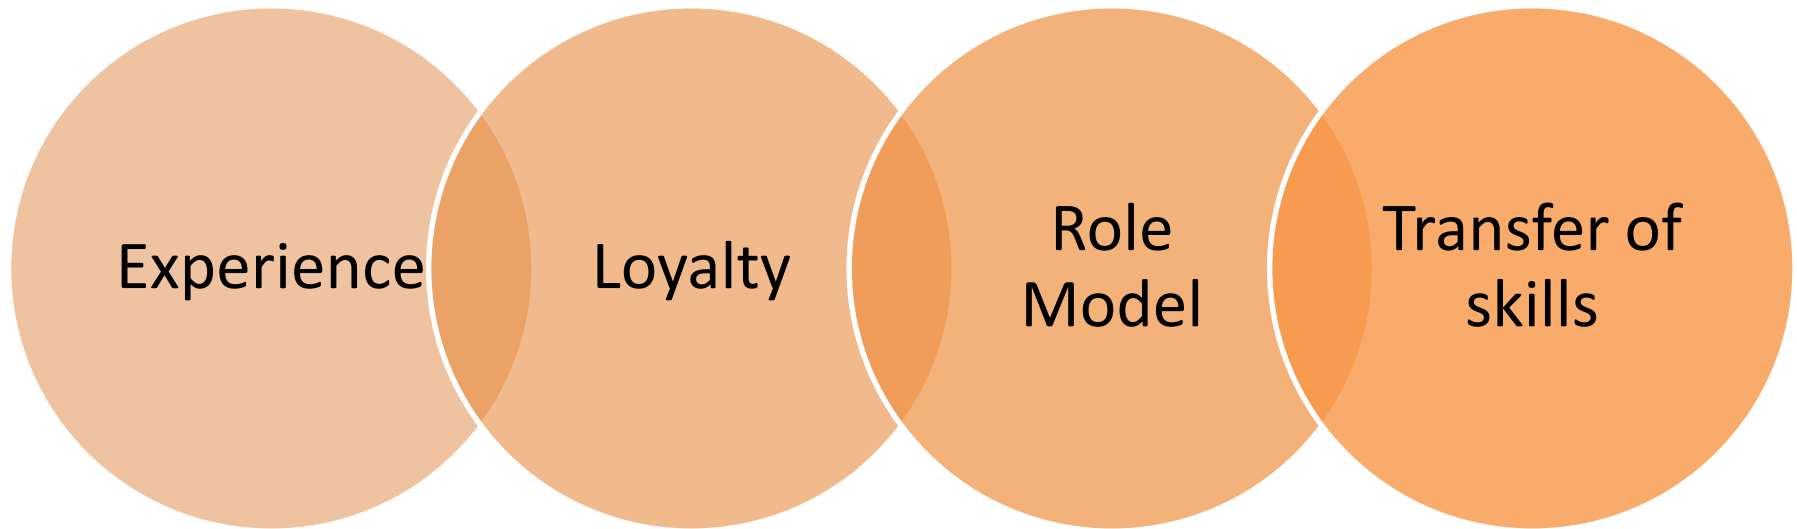 Experience
Loyalty
Role
Model
Transfer of
skills